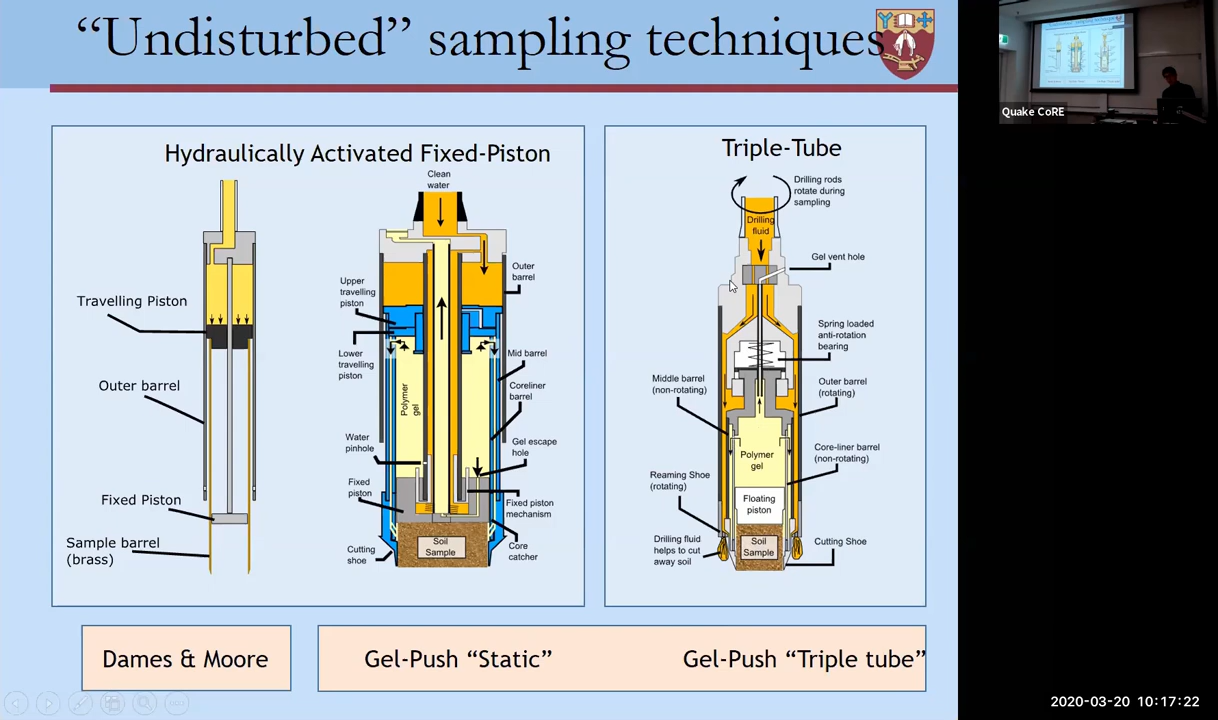 “Undisturbed” sampling techniques
Hydraulically Activated Fixed-Piston
Travelling Piston
Outer barrel
Fixed Piston
Sample barrel
(brass)
Clean
water
Upper
travelling
piston
Lower
travelling
piston
Water
pinhole
Fixed
piston
Cutting
shoe
Polymer
gel
Soil
Sample
Outer
barrel
Mid barrel
Coreliner
barrel
Gel escape
hole
Fixed piston
mechanism
Core
catcher
Triple-Tube
Drilling rods
rotate during
sampling
Drilling
fluid
Gel vent hole
Spring loaded
anti-rotation
bearing
Middle barrel
(non-rotating)
Outer barrel
(rotating)
Core-liner barrel
(non-rotating)
Polymer
gel
Reaming Shoe
(rotating)
Floating
piston
Drilling fluid
helps to cut
away soil
Soil
Sample
Cutting Shoe
Dames & Moore
Gel-Push “Static”
Gel-Push “Triple tube”
Quake CoRE
2020-03-20 10:17:22